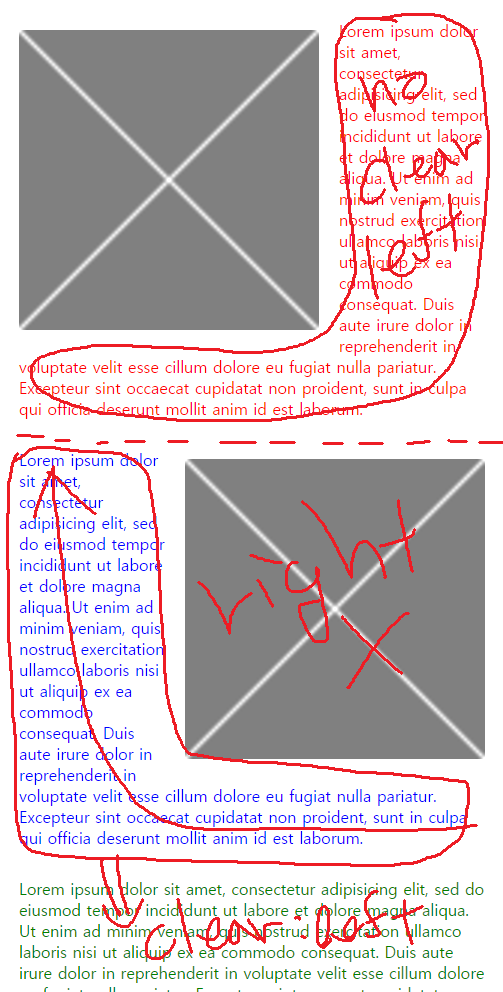 Lorem ipsum dolor
sit amet,
consectetur
adipisicing elit, sed
do eiusmod tempor
incididunt ut labore
et dolore magna
aliqua. Ut enim ad
minim veniam, quis
nostrud exercitation
ullamco laboris nisi
ut aliquip ex ea
commodo
consequat. Duis
aute irure dolor in
reprehenderit in
voluptate velit esse cillum dolore eu fugiat nulla pariatur.
Excepteur sint occaecat cupidatat non proident, sunt in culpa
qui officia deserunt mollit anim id est laborum.
no
clear
left
Lorem ipsum dolor
sit amet,
consectetur
adipisicing elit, sed
do eiusmod tempor
incididunt ut labore
et dolore magna
aliqua. Ut enim ad
minim veniam, quis
nostrud exercitation
ullamco laboris nisi
ut aliquip ex ea
commodo
consequat. Duis
aute irure dolor in
reprehenderit in
voluptate velit esse cillum dolore eu fugiat nulla pariatur.
Excepteur sint occaecat cupidatat non proident, sunt in culpa
qui officia deserunt mollit anim id est laborum.
right
X
Lorem ipsum dolor sit amet, consectetur adipisicing elit, sed do
eiusmod tempor incididunt ut labore et dolore magna aliqua.
Ut enim ad minim veniam, quis nostrud exercitation ullamco
laboris nisi ut aliquip ex ea commodo consequat. Duis aute
irure dolor in reprehenderit in voluptate velit esse cillum dolore
clear:left